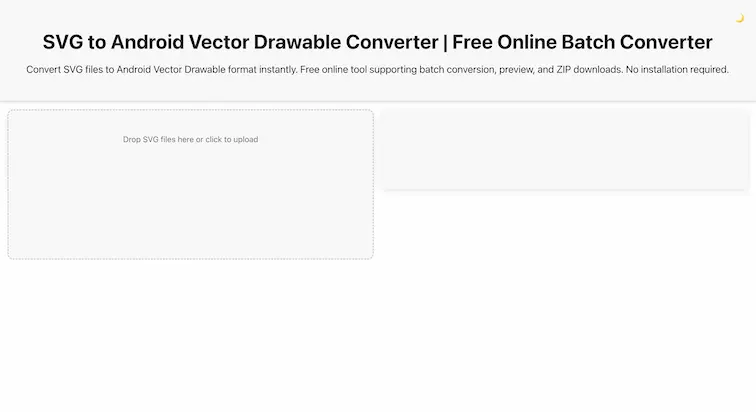 SVG to Android Vector Drawable Converter | Free Online Batch Converter
Convert SVG files to Android Vector Drawable format instantly. Free online tool supporting batch conversion, preview, and ZIP downloads. No installation required.
Drop SVG files here or click to upload